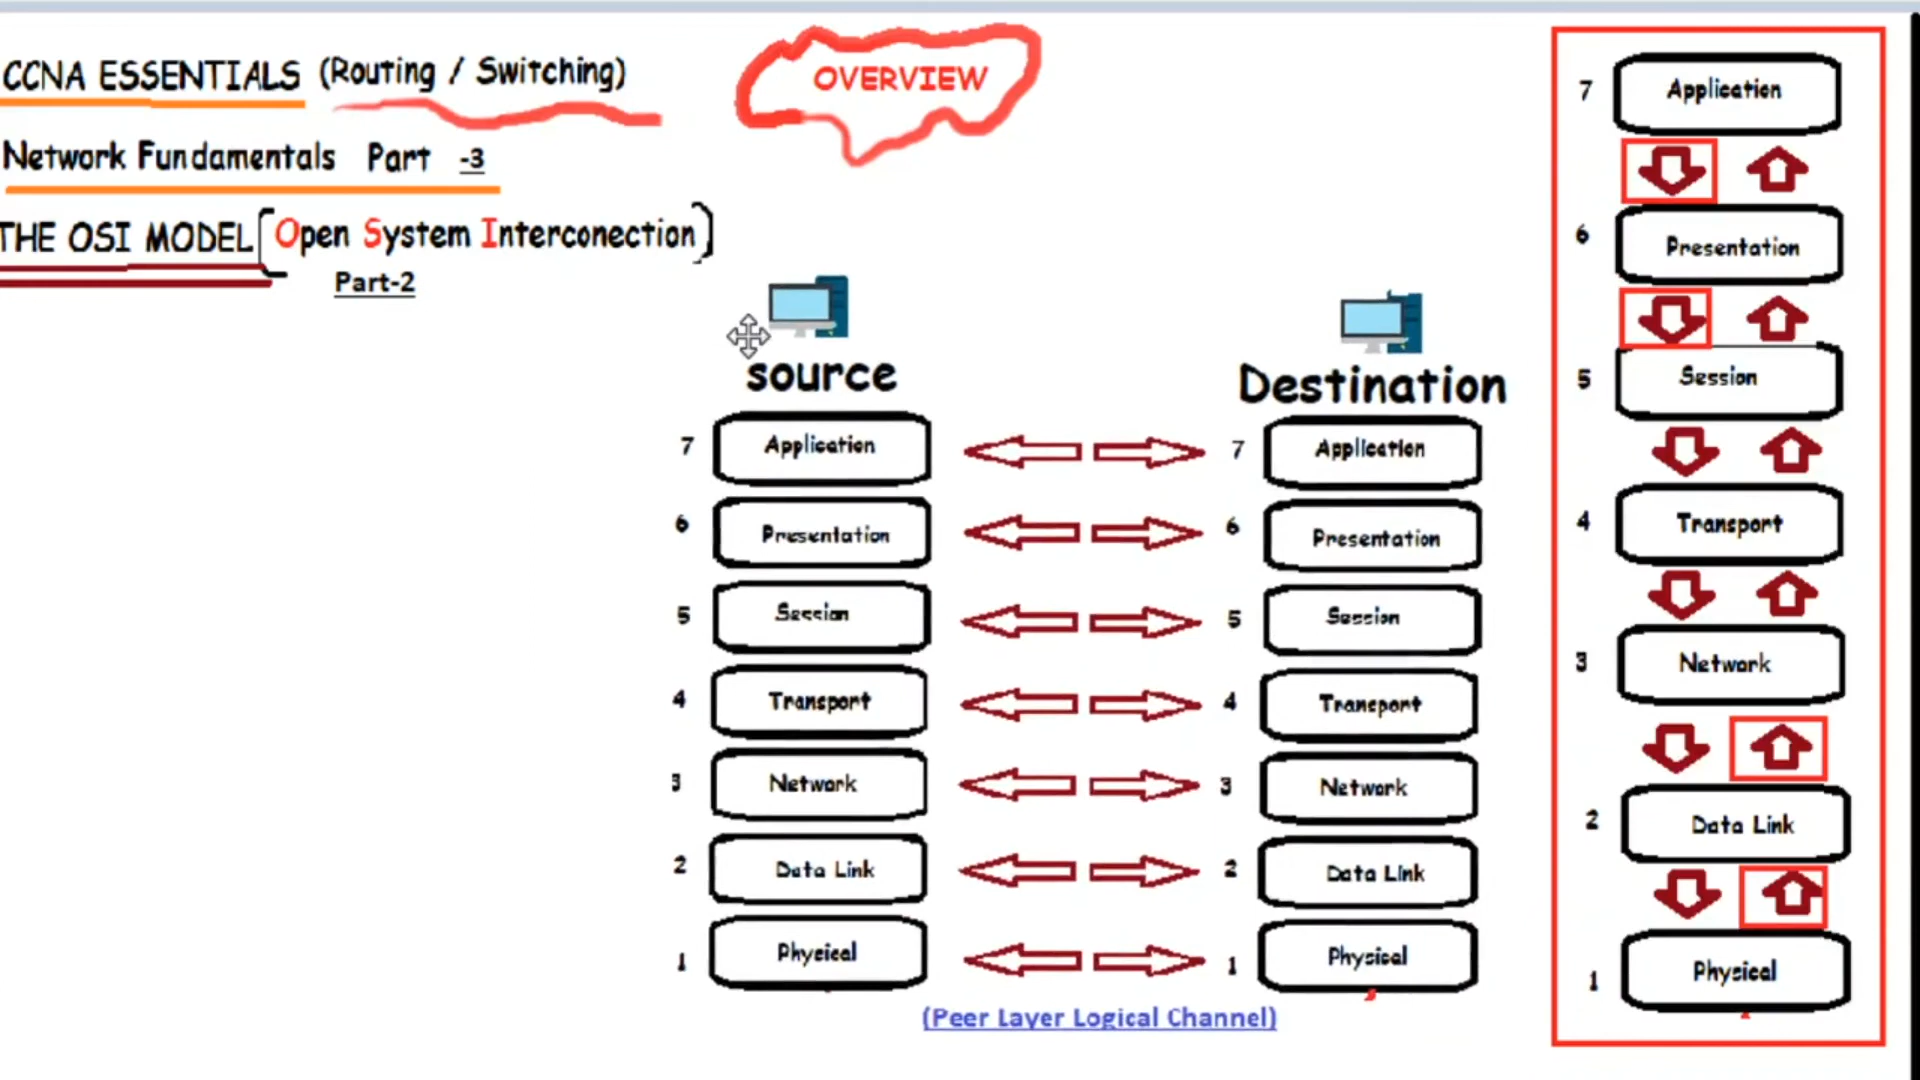 CCNA ESSENTIALS (Routing / Switching)
OVERVIEW
Network Fundamentals Part -3
THE OSI MODEL [Open System Interconection]
Part-2
source
7 Application
6 Presentation
5 Session
4 Transport
3 Network
2 Data Link
1 Physical
Destination
7 Application
6 Presentation
5 Session
4 Transport
3 Network
2 Data Link
1 Physical
(Peer Layer Logical Channel)
7 Application
6 Presentation
5 Session
4 Transport
3 Network
2 Data Link
1 Physical